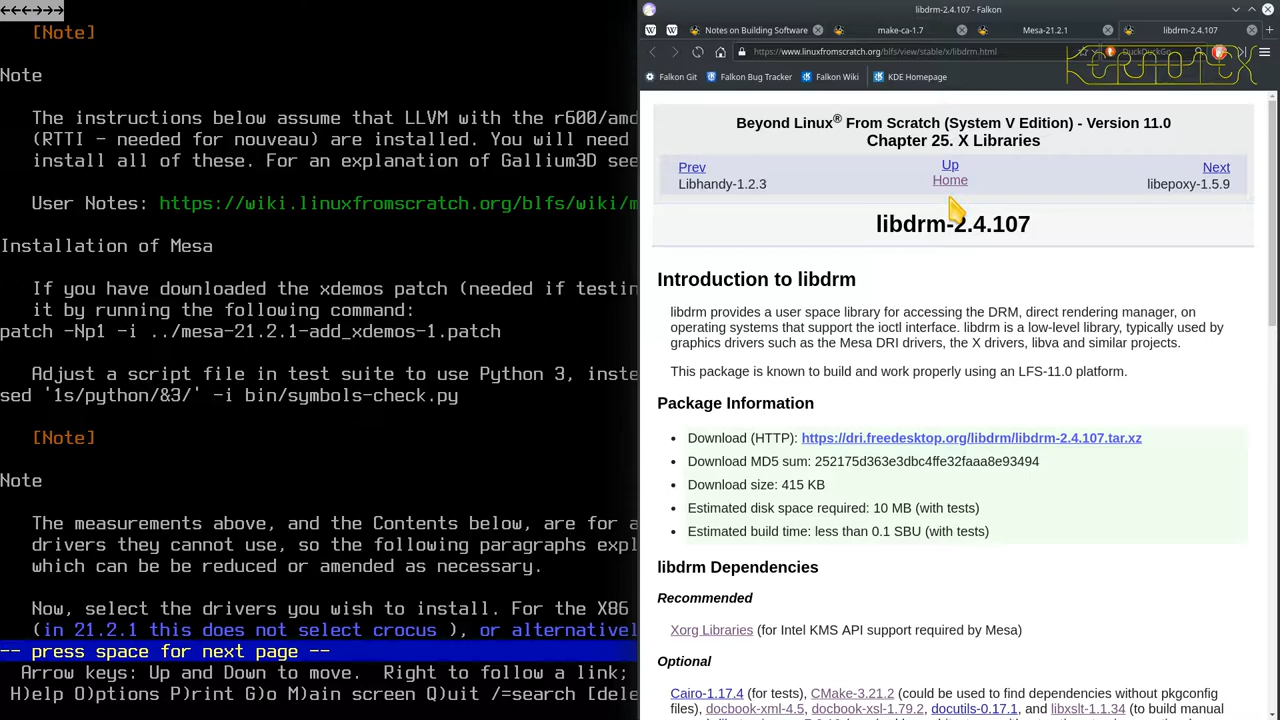 ←←←→→→
[Note]
Note
The instructions below assume that LLVM with the r600/amd
(RTTI - needed for nouveau) are installed. You will need
install all of these. For an explanation of Gallium3D see
User Notes: https://wiki.linuxfromscratch.org/blfs/wiki/m
Installation of Mesa
If you have downloaded the xdemos patch (needed if testin
it by running the following command:
patch -Np1 -i ../mesa-21.2.1-add_xdemos-1.patch
Adjust a script file in test suite to use Python 3, inste
sed '1s/python/&3/' -i bin/symbols-check.py
[Note]
Note
The measurements above, and the Contents below, are for a
drivers they cannot use, so the following paragraphs expl
which can be be reduced or amended as necessary.
Now, select the drivers you wish to install. For the X86
(in 21.2.1 this does not select crocus ), or alternativel
-- press space for next page --
Arrow keys: Up and Down to move. Right to follow a link;
H)elp O)ptions P)rint G)o M)ain screen Q)uit /=search [dele
libdrm-2.4.107 - Falkon
Notes on Building Software make-ca-1.7 Mesa-21.2.1 libdrm-2.4.107
https://www.linuxfromscratch.org/blfs/view/stable/x/libdrm.html DuckDuckGo
Falkon Git Falkon Bug Tracker Falkon Wiki KDE Homepage
Beyond Linux® From Scratch (System V Edition) - Version 11.0
Chapter 25. X Libraries
Prev Up Next
Libhandy-1.2.3 Home libepoxy-1.5.9
libdrm-2.4.107
Introduction to libdrm
libdrm provides a user space library for accessing the DRM, direct rendering manager, on
operating systems that support the ioctl interface. libdrm is a low-level library, typically used by
graphics drivers such as the Mesa DRI drivers, the X drivers, libva and similar projects.
This package is known to build and work properly using an LFS-11.0 platform.
Package Information
• Download (HTTP): https://dri.freedesktop.org/libdrm/libdrm-2.4.107.tar.xz
• Download MD5 sum: 252175d363e3dbc4ffe32faaa8e93494
• Download size: 415 KB
• Estimated disk space required: 10 MB (with tests)
• Estimated build time: less than 0.1 SBU (with tests)
libdrm Dependencies
Recommended
Xorg Libraries (for Intel KMS API support required by Mesa)
Optional
Cairo-1.17.4 (for tests), CMake-3.21.2 (could be used to find dependencies without pkgconfig
files), docbook-xml-4.5, docbook-xsl-1.79.2, docutils-0.17.1, and libxslt-1.1.34 (to build manual